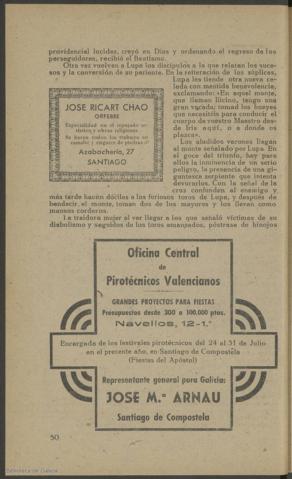 providencial lucidez, creyó en Dios y ordenando el regreso de los
perseguidores, recibió el Bautismo.
Otra vez vuelven a Lupa los discípulos a la que relatan los suce-
sos y la conversión de su pariente. En la reiteración de las súplicas,
Lupa les tiende otra nueva ce-
lada con mentida benevolencia,
exclamando: «En aquel monte,
que llaman Ilicino, tengo una
gran vacada; tomad los bueyes
que necesitéis para conducir el
cuerpo de vuestro Maestro des-
de Iris aquí, o a donde os
plazca».
Los aludidos varones llegan
al monte señalado por Lupa. En
el goce del triunfo, hay para
ellos la inminencia de un serio
peligro, la presencia de una gi-
gantesca serpiente que intenta
devorarlos. Con la señal de la
cruz confunden al enemigo y
más tarde hacen dóciles a los furiosos toros de Lupa, y después de
bendecir el monte, toman dos de los mayores y los llevan como
mansos corderos.
La traidora mujer al ver llegar a los que señaló víctimas de su
diabolismo y seguidos de los toros amansados, póstrase de hinojos
JOSE RICART CHAO
ORFEBRE
Especialidad en el repujado ar-
tístico y obras religiosas
Se hacen todos los trabajos en
esmalte y engarce de piedras
Azabachería, 27
SANTIAGO
Oficina Central
de
Pirotécnicos Valencianos
GRANDES PROYECTOS PARA FIESTAS
Presupuestos desde 300 a 100.000 ptas.
Navellos, 12-1.°
Encargada de los festivales pirotécnicos del 24 al 31 de Julio
en el presente año, en Santiago de Compostela
(Fiestas del Apóstol)
Representante general para Galicia:
JOSE M.ª ARNAU
Santiago de Compostela
50
Biblioteca de Galicia